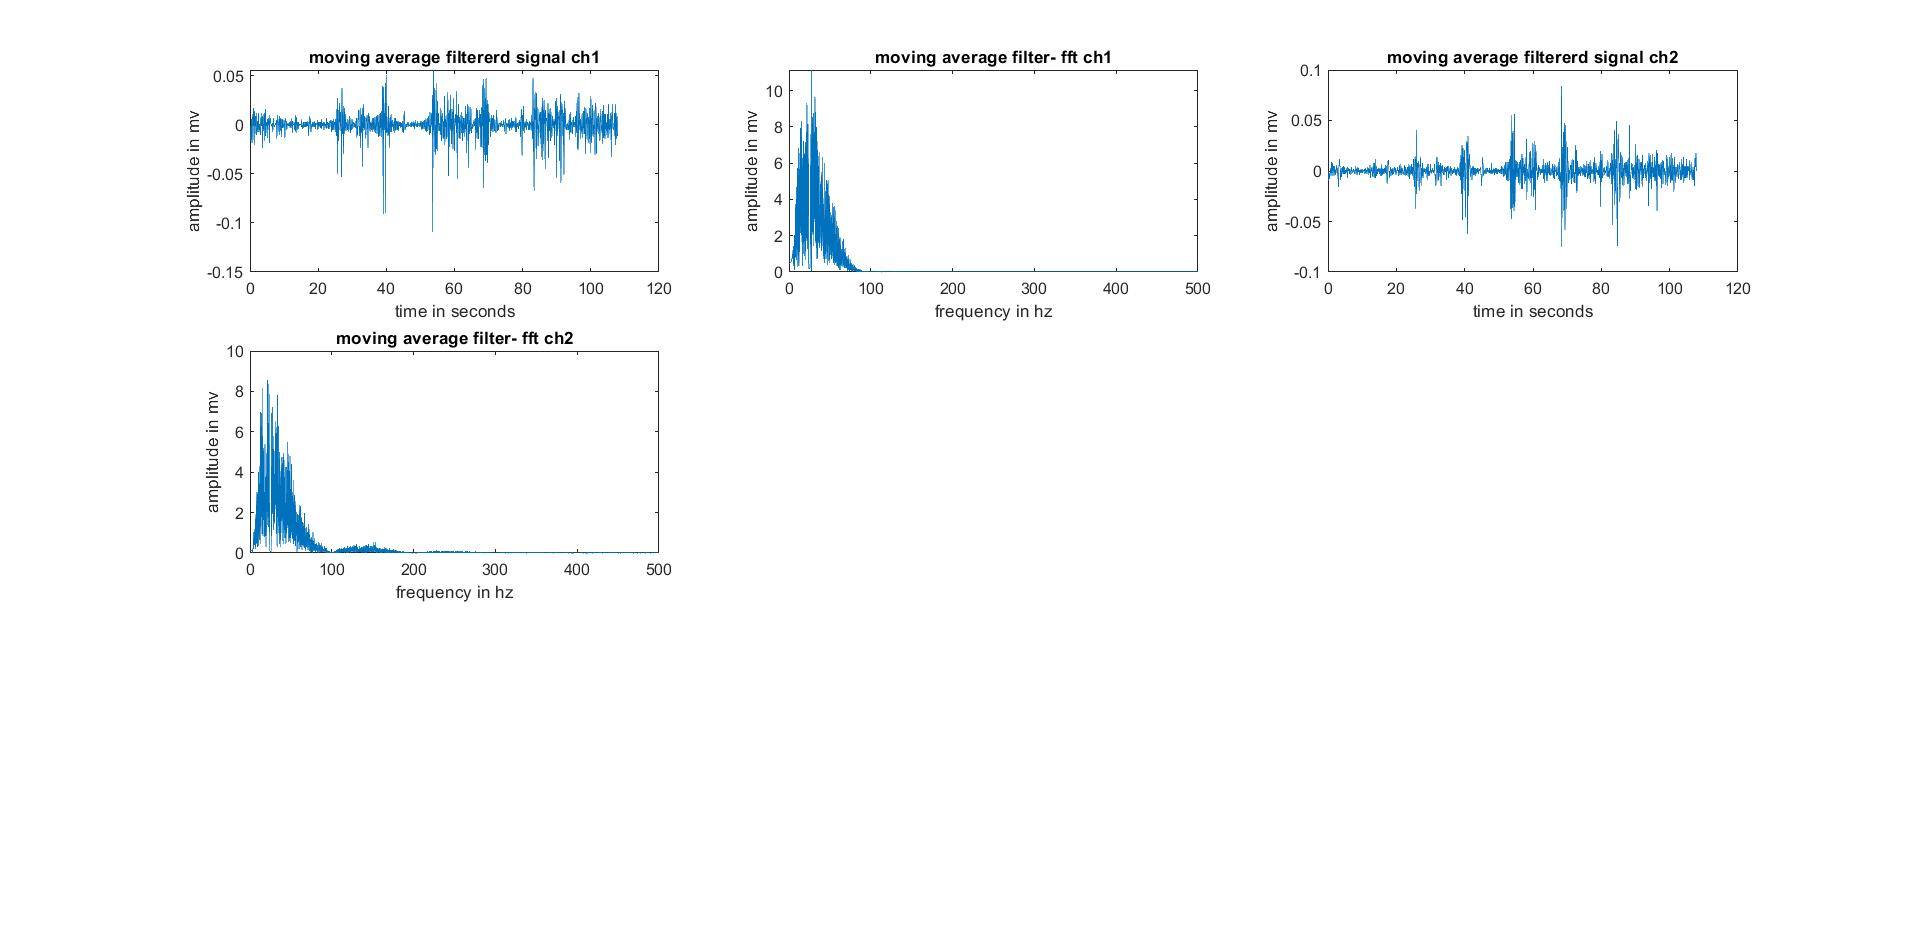 moving average filtererd signal ch1
0.05
0
-0.05
-0.1
-0.15
amplitude in mv
0 20 40 60 80 100 120
time in seconds
moving average filter- fft ch1
10
8
6
4
2
0
amplitude in mv
0 100 200 300 400 500
frequency in hz
moving average filtererd signal ch2
0.1
0.05
0
-0.05
-0.1
amplitude in mv
0 20 40 60 80 100 120
time in seconds
moving average filter- fft ch2
10
8
6
4
2
0
amplitude in mv
0 100 200 300 400 500
frequency in hz